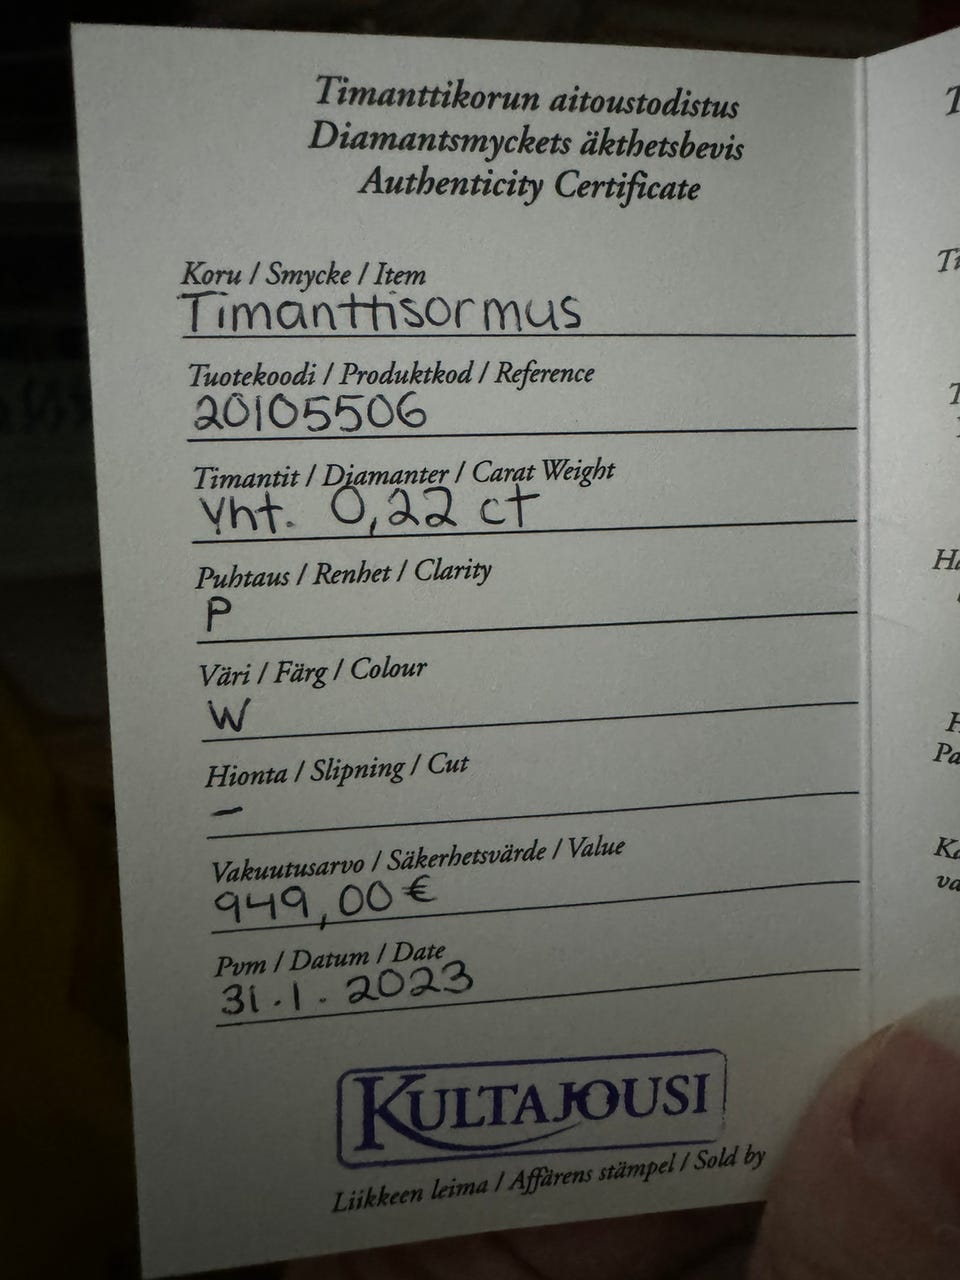 Timanttikorun aitoustodistus
Diamantsmyckets äkthetsbevis
Authenticity Certificate
Koru / Smycke / Item
Timanttisormus
Tuotekoodi / Produktkod / Reference
20105506
Timantit / Diamanter / Carat Weight
Yht. 0,22 ct
Puhtaus / Renhet / Clarity
P
Väri / Färg / Colour
W
Hionta / Slipning / Cut
–
Vakuutusarvo / Säkerhetsvärde / Value
949,00 €
Pvm / Datum / Date
31.1.2023
KULTAJOUSI
Liikkeen leima / Affärens stämpel / Sold by